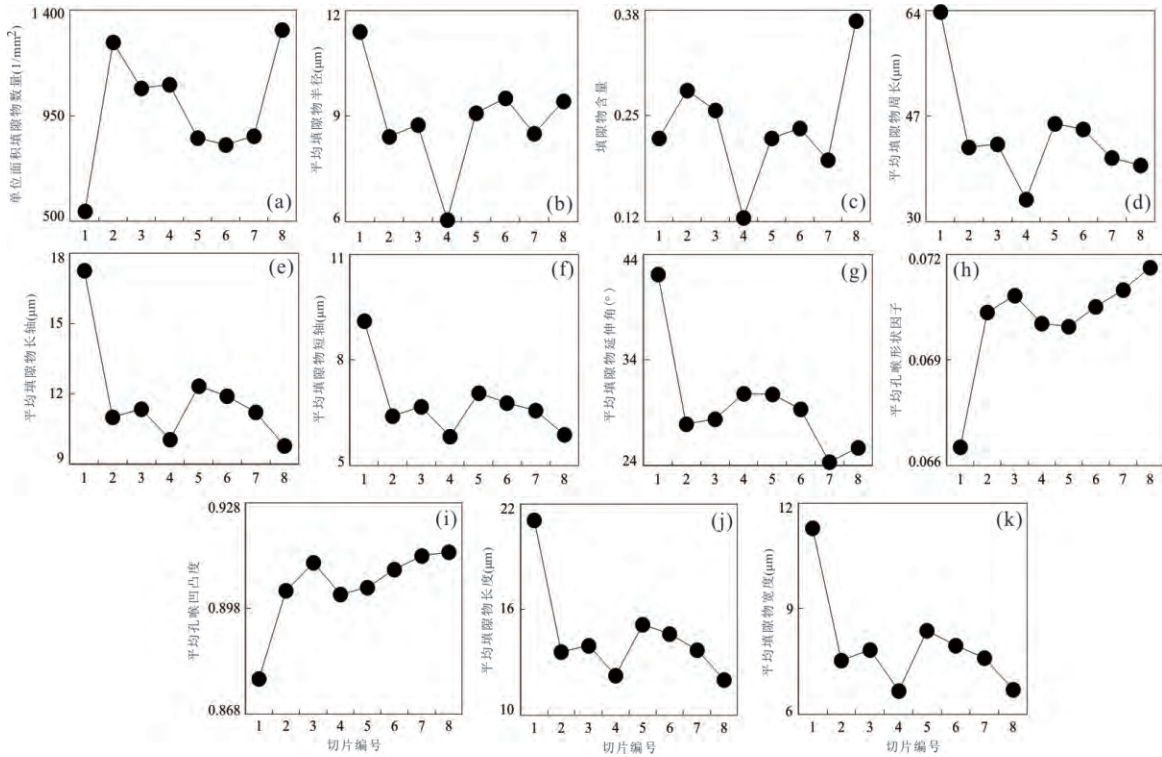 单位面积填隙物数量(1/mm²)
1 400
950
500
1 2 3 4 5 6 7 8
(a)
平均填隙物半径(μm)
12
9
6
1 2 3 4 5 6 7 8
(b)
填隙物含量
0.38
0.25
0.12
1 2 3 4 5 6 7 8
(c)
平均填隙物周长(μm)
64
47
30
1 2 3 4 5 6 7 8
(d)
平均填隙物长轴(μm)
18
15
12
9
1 2 3 4 5 6 7 8
(e)
平均填隙物短轴(μm)
11
8
5
1 2 3 4 5 6 7 8
(f)
平均填隙物延伸角(°)
44
34
24
1 2 3 4 5 6 7 8
(g)
平均孔喉形状因子
0.072
0.069
0.066
1 2 3 4 5 6 7 8
(h)
平均孔喉凹凸度
0.928
0.898
0.868
1 2 3 4 5 6 7 8
切片编号
(i)
平均填隙物长度(μm)
22
16
10
1 2 3 4 5 6 7 8
切片编号
(j)
平均填隙物宽度(μm)
12
9
6
1 2 3 4 5 6 7 8
切片编号
(k)